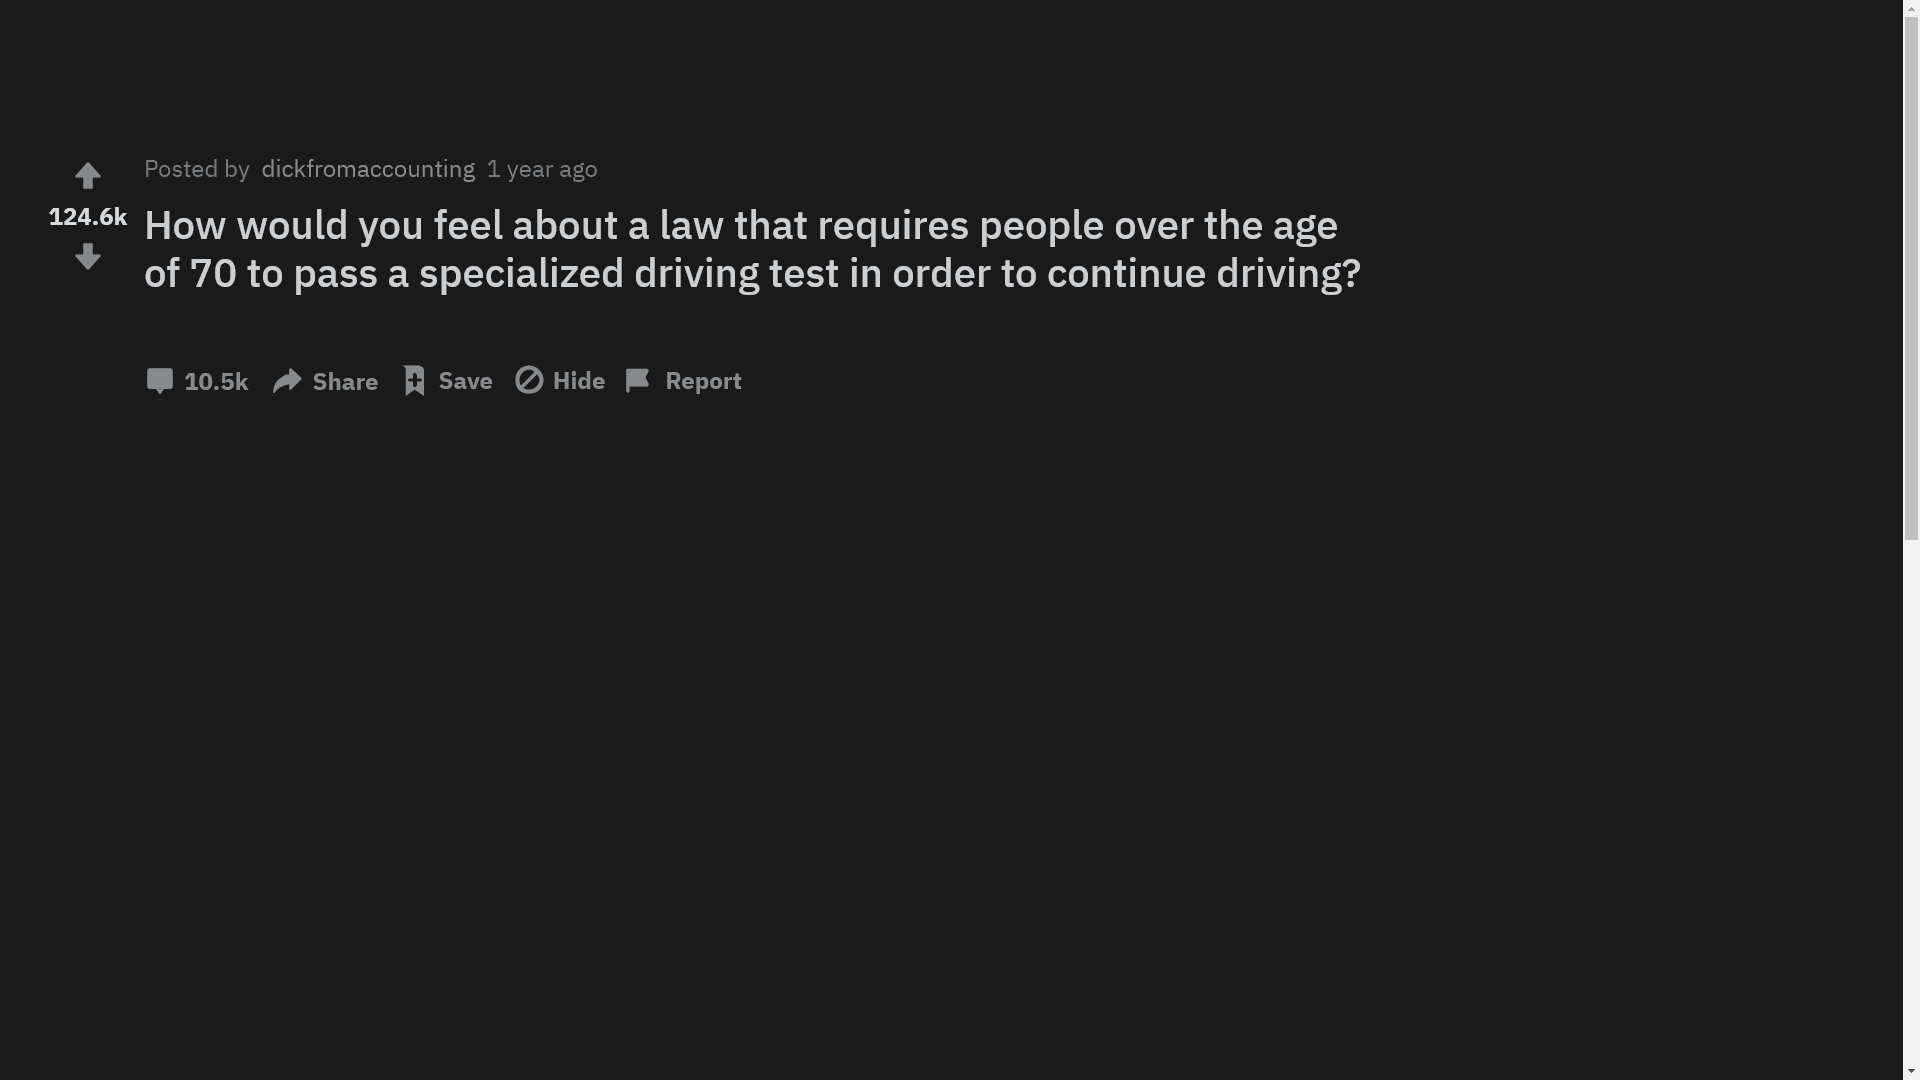 Posted by dickfromaccounting 1 year ago
124.6k
How would you feel about a law that requires people over the age
of 70 to pass a specialized driving test in order to continue driving?
10.5k Share Save Hide Report